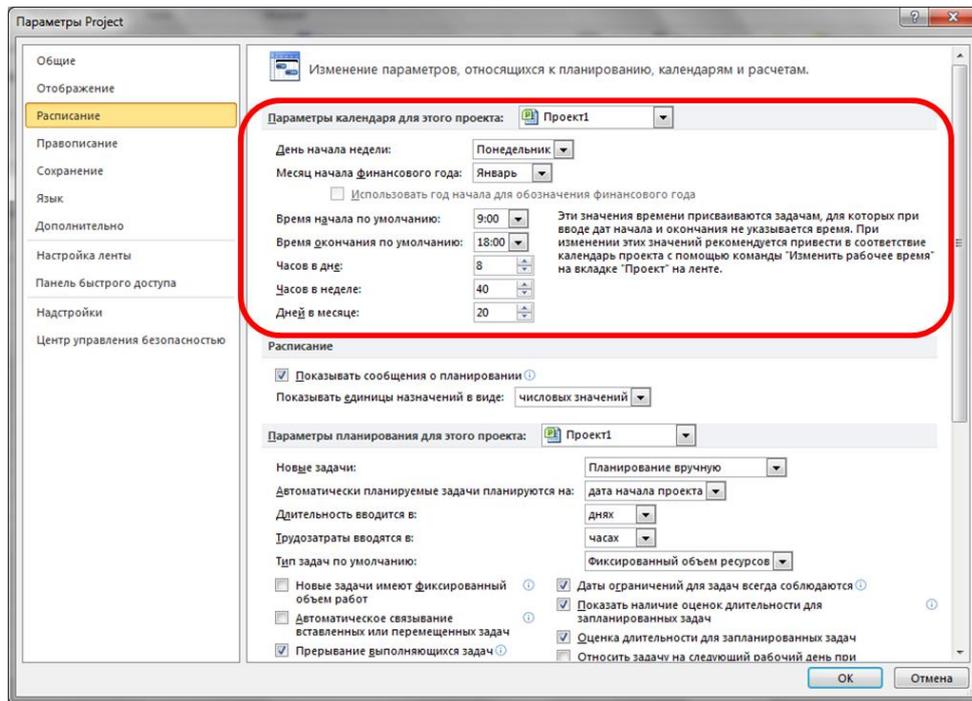 Параметры Project
Общие
Отображение
Расписание
Правописание
Сохранение
Язык
Дополнительно
Настройка ленты
Панель быстрого доступа
Надстройки
Центр управления безопасностью
Изменение параметров, относящихся к планированию, календарям и расчетам.
Параметры календаря для этого проекта: Проект1
День начала недели: Понедельник
Месяц начала финансового года: Январь
Использовать год начала для обозначения финансового года
Время начала по умолчанию: 9:00
Время окончания по умолчанию: 18:00
Часов в дне: 8
Часов в неделе: 40
Дней в месяце: 20
Эти значения времени присваиваются задачам, для которых при
вводе дат начала и окончания не указывается время. При
изменении этих значений рекомендуется привести в соответствие
календарь проекта с помощью команды "Изменить рабочее время"
на вкладке "Проект" на ленте.
Расписание
Показывать сообщения о планировании
Показывать единицы назначений в виде: числовых значений
Параметры планирования для этого проекта: Проект1
Новые задачи: Планирование вручную
Автоматически планируемые задачи планируются на: дата начала проекта
Длительность вводится в: днях
Трудозатраты вводятся в: часах
Тип задач по умолчанию: Фиксированный объем ресурсов
Новые задачи имеют фиксированный
объем работ
Автоматическое связывание
вставленных или перемещенных задач
Прерывание выполняющихся задач
Даты ограничений для задач всегда соблюдаются
Показать наличие оценок длительности для
запланированных задач
Оценка длительности для запланированных задач
Относить задачу на следующий рабочий день при
ОК
Отмена